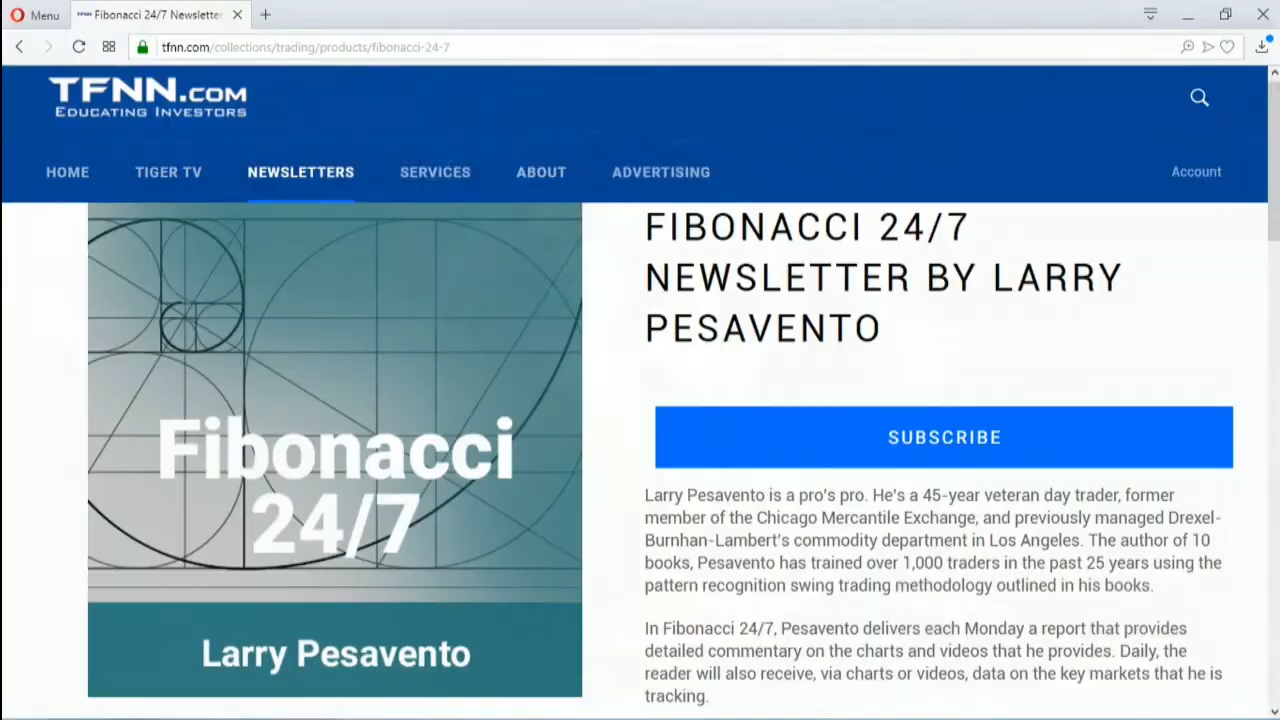 Menu
Fibonacci 24/7 Newsletter
tfnn.com/collections/trading/products/fibonacci-24-7
TFNN.COM
EDUCATING INVESTORS
HOME TIGER TV NEWSLETTERS SERVICES ABOUT ADVERTISING Account
FIBONACCI 24/7
NEWSLETTER BY LARRY
PESAVENTO
Fibonacci
24/7
Larry Pesavento
SUBSCRIBE
Larry Pesavento is a pro's pro. He's a 45-year veteran day trader, former
member of the Chicago Mercantile Exchange, and previously managed Drexel-
Burnhan-Lambert's commodity department in Los Angeles. The author of 10
books, Pesavento has trained over 1,000 traders in the past 25 years using the
pattern recognition swing trading methodology outlined in his books.
In Fibonacci 24/7, Pesavento delivers each Monday a report that provides
detailed commentary on the charts and videos that he provides. Daily, the
reader will also receive, via charts or videos, data on the key markets that he is
tracking.